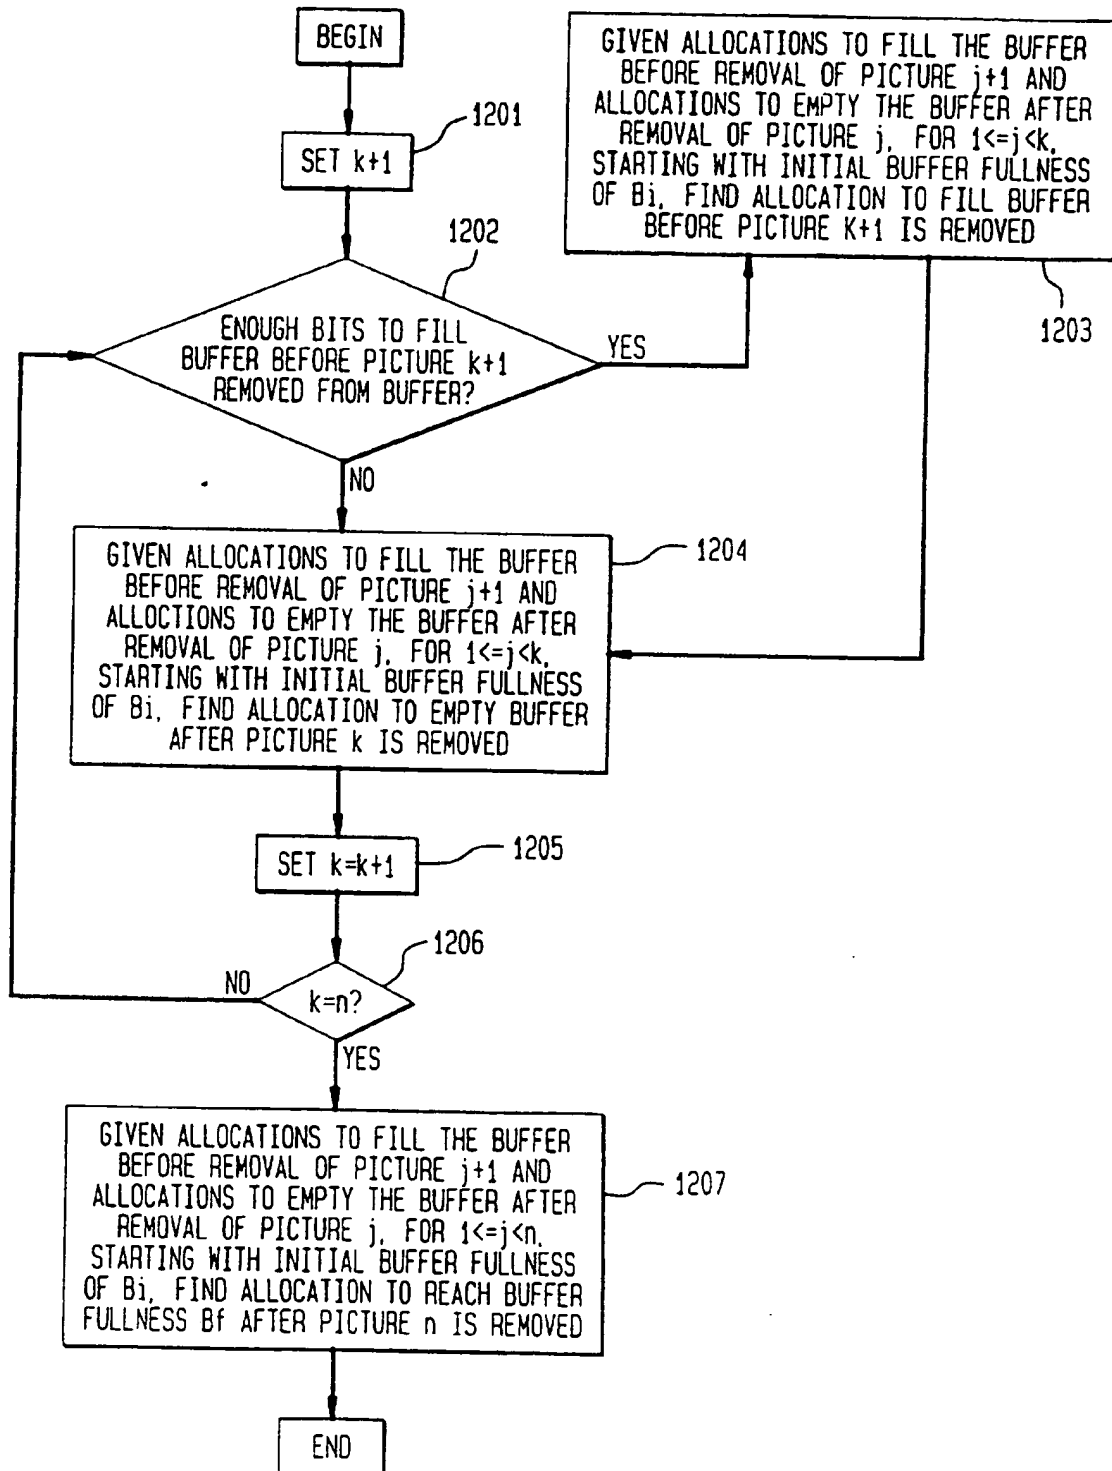 BEGIN
1201
SET k+1
1202
ENOUGH BITS TO FILL
BUFFER BEFORE PICTURE k+1
REMOVED FROM BUFFER?
YES
NO
GIVEN ALLOCATIONS TO FILL THE BUFFER
BEFORE REMOVAL OF PICTURE j+1 AND
ALLOCATIONS TO EMPTY THE BUFFER AFTER
REMOVAL OF PICTURE j, FOR 1<=j<k,
STARTING WITH INITIAL BUFFER FULLNESS
OF Bi, FIND ALLOCATION TO FILL BUFFER
BEFORE PICTURE K+1 IS REMOVED
1203
GIVEN ALLOCATIONS TO FILL THE BUFFER
BEFORE REMOVAL OF PICTURE j+1 AND
ALLOCTIONS TO EMPTY THE BUFFER AFTER
REMOVAL OF PICTURE j, FOR 1<=j<k,
STARTING WITH INITIAL BUFFER FULLNESS
OF Bi, FIND ALLOCATION TO EMPTY BUFFER
AFTER PICTURE k IS REMOVED
1204
SET k=k+1
1205
1206
k=n?
NO
YES
GIVEN ALLOCATIONS TO FILL THE BUFFER
BEFORE REMOVAL OF PICTURE j+1 AND
ALLOCATIONS TO EMPTY THE BUFFER AFTER
REMOVAL OF PICTURE j, FOR 1<=j<n,
STARTING WITH INITIAL BUFFER FULLNESS
OF Bi, FIND ALLOCATION TO REACH BUFFER
FULLNESS Bf AFTER PICTURE n IS REMOVED
1207
END